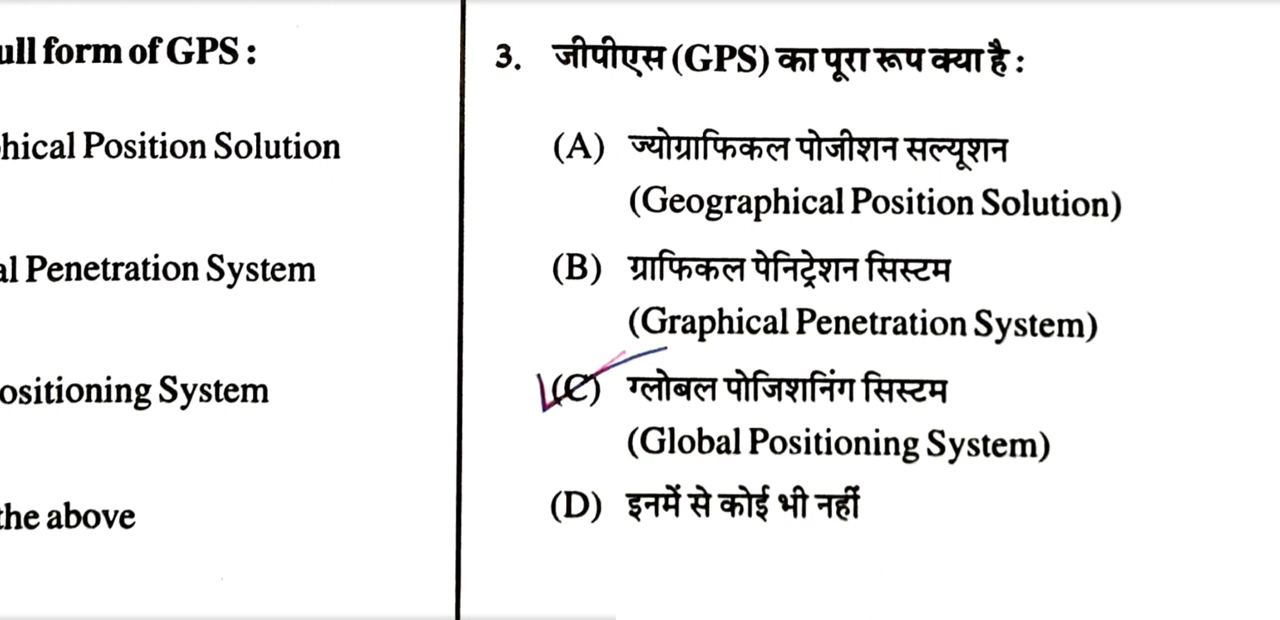 ull form of GPS :
hical Position Solution
al Penetration System
ositioning System
the above
3. जीपीएस (GPS) का पूरा रूप क्या है :
(A) ज्योग्राफिकल पोजीशन सल्यूशन
(Geographical Position Solution)
(B) ग्राफिकल पेनिट्रेशन सिस्टम
(Graphical Penetration System)
(C) ग्लोबल पोजिशनिंग सिस्टम
(Global Positioning System)
(D) इनमें से कोई भी नहीं